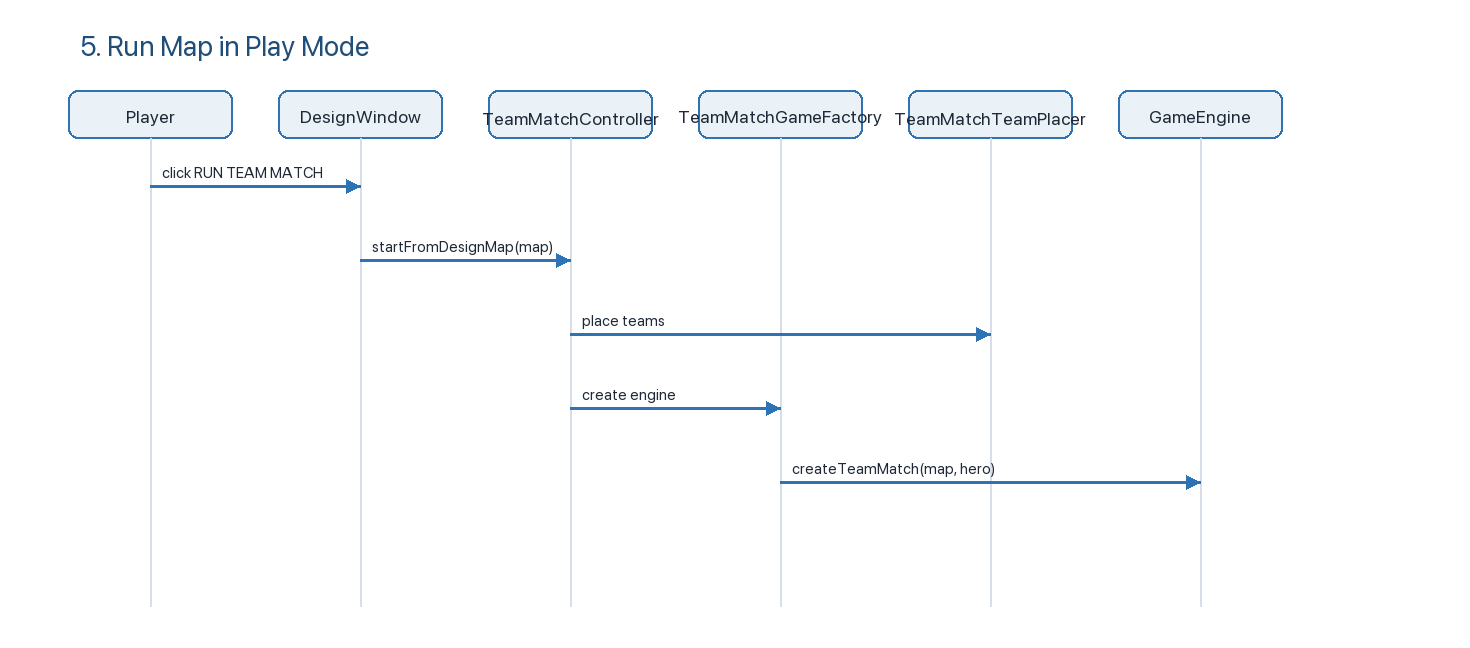 5. Run Map in Play Mode
Player
DesignWindow
TeamMatchController
TeamMatchGameFactory
TeamMatchTeamPlacer
GameEngine
click RUN TEAM MATCH
startFromDesignMap(map)
place teams
create engine
createTeamMatch(map, hero)